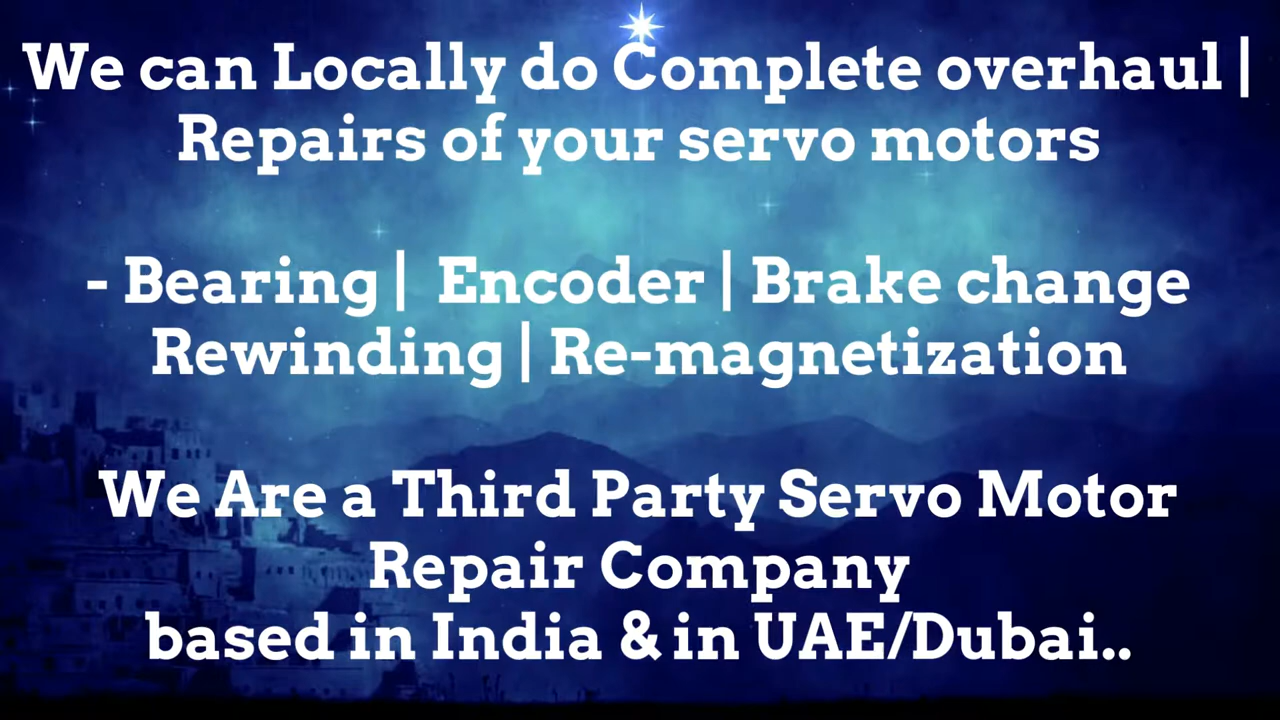 We can Locally do Complete overhaul |
Repairs of your servo motors
- Bearing | Encoder | Brake change
Rewinding | Re-magnetization
We Are a Third Party Servo Motor
Repair Company
based in India & in UAE/Dubai..